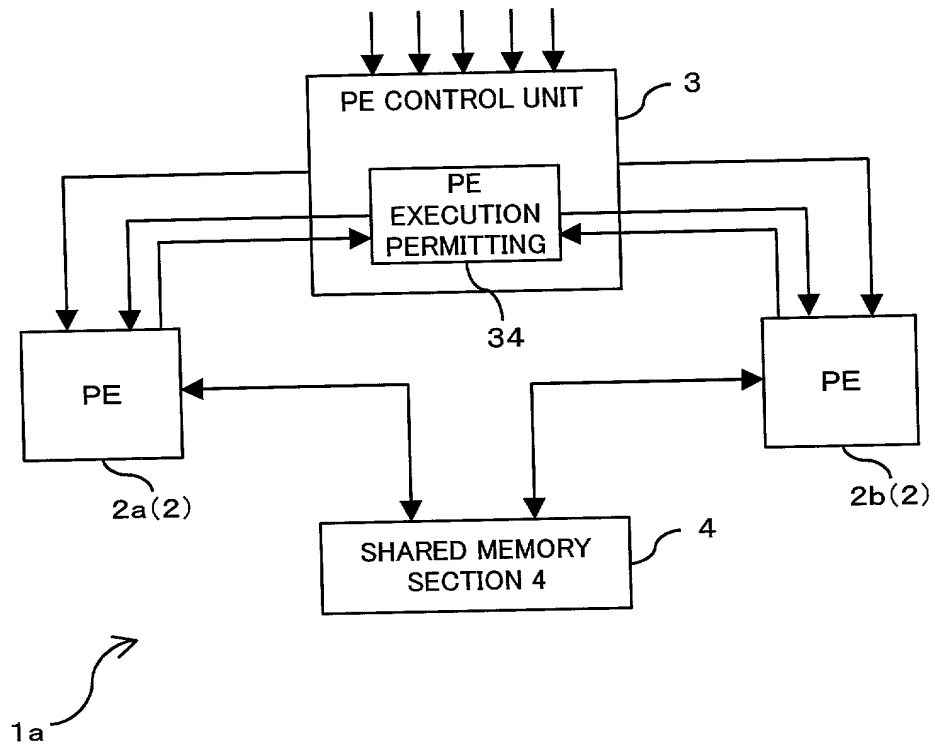 PE CONTROL UNIT
3
PE
EXECUTION
PERMITTING
34
PE
PE
2a(2)
2b(2)
SHARED MEMORY
SECTION 4
4
1a